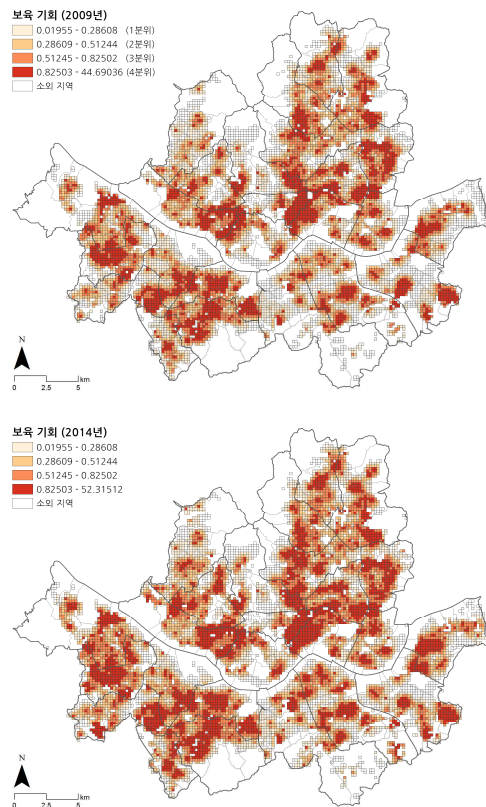 보육 기회 (2009년)
0.01955 - 0.28608 (1분위)
0.28609 - 0.51244 (2분위)
0.51245 - 0.82502 (3분위)
0.82503 - 44.69036 (4분위)
소외 지역
N
km
0 2.5 5
보육 기회 (2014년)
0.01955 - 0.28608
0.28609 - 0.51244
0.51245 - 0.82502
0.82503 - 52.31512
소외 지역
N
km
0 2.5 5